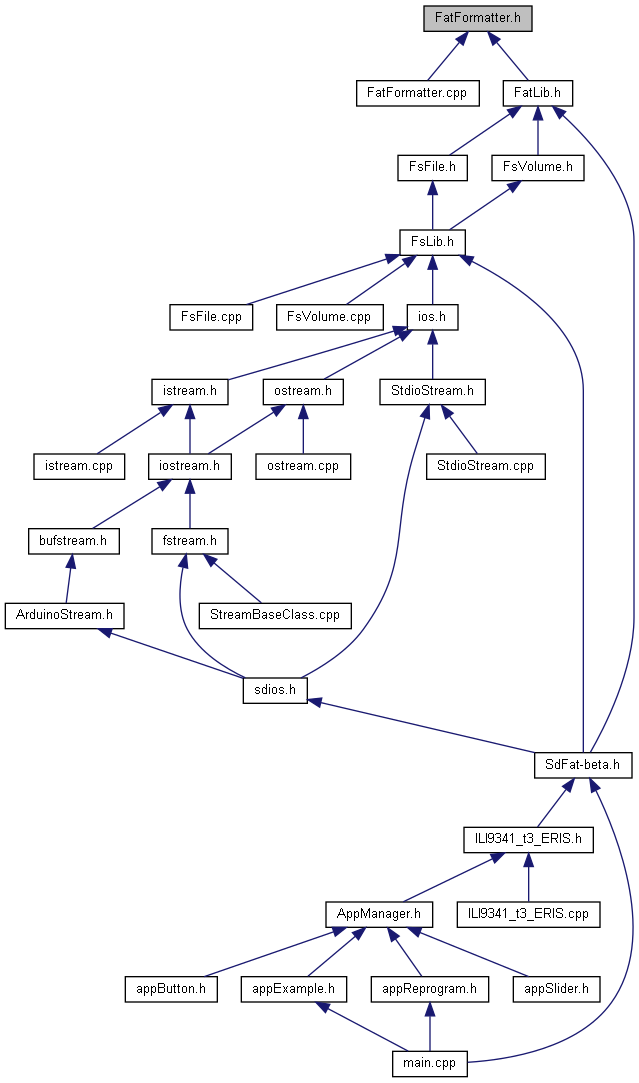 FatFormatter.h
FatFormatter.cpp
FatLib.h
FsFile.h
FsVolume.h
FsLib.h
FsFile.cpp
FsVolume.cpp
ios.h
istream.h
ostream.h
StdioStream.h
istream.cpp
iostream.h
ostream.cpp
StdioStream.cpp
bufstream.h
fstream.h
ArduinoStream.h
StreamBaseClass.cpp
sdios.h
SdFat-beta.h
ILI9341_t3_ERIS.h
AppManager.h
ILI9341_t3_ERIS.cpp
appButton.h
appExample.h
appReprogram.h
appSlider.h
main.cpp